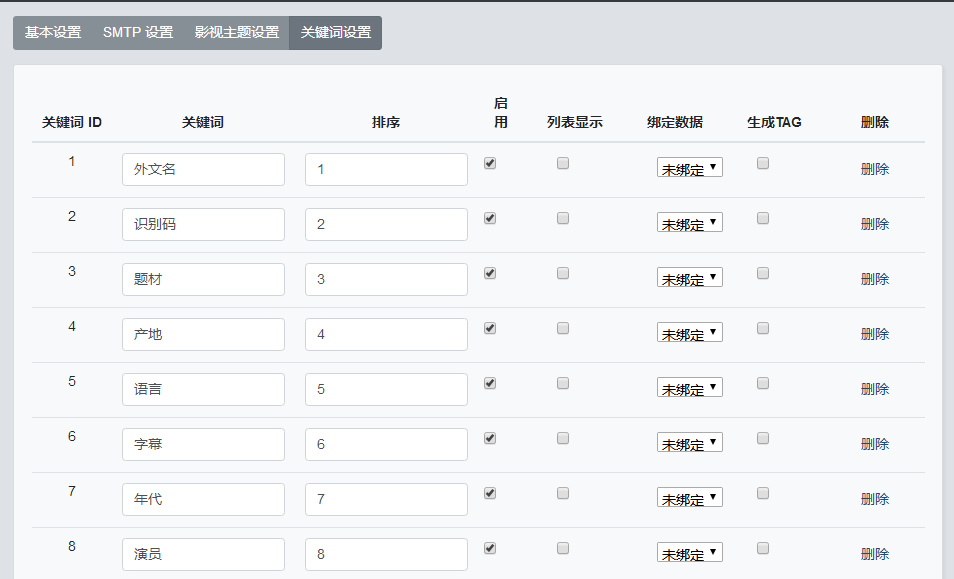 基本设置 SMTP 设置 影视主题设置 关键词设置
关键词 ID 关键词 排序 启用 列表显示 绑定数据 生成TAG 删除
1 外文名 1 未绑定 删除
2 识别码 2 未绑定 删除
3 题材 3 未绑定 删除
4 产地 4 未绑定 删除
5 语言 5 未绑定 删除
6 字幕 6 未绑定 删除
7 年代 7 未绑定 删除
8 演员 8 未绑定 删除